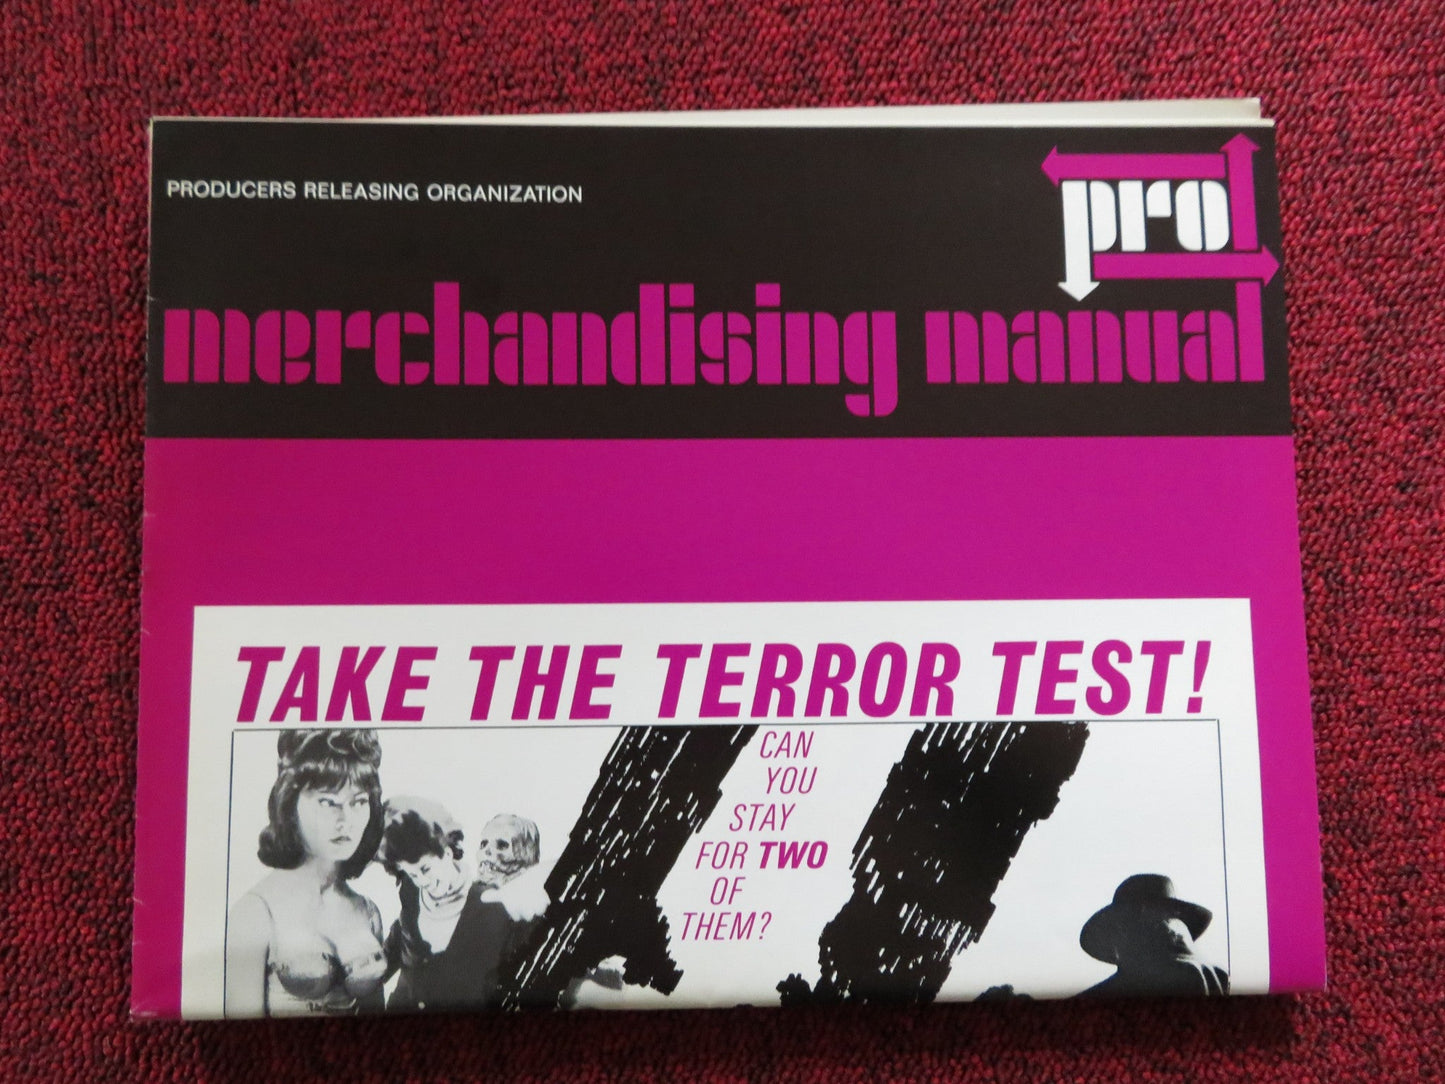 PRODUCERS RELEASING ORGANIZATION
pro
merchandising manual
TAKE THE TERROR TEST!
CAN
YOU
STAY
FOR TWO
OF
THEM?